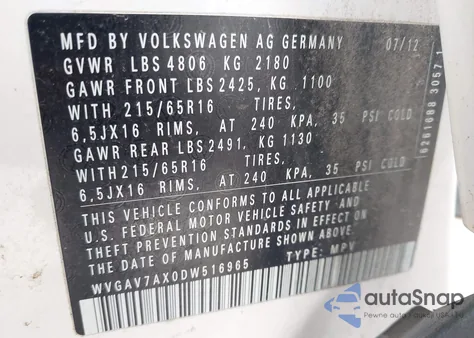 MFD BY VOLKSWAGEN AG GERMANY 07/12
GVWR LBS 4806 KG 2180
GAWR FRONT LBS 2425, KG 1100
WITH 215/65R16 TIRES,
6,5JX16 RIMS, AT 240 KPA, 35 PSI COLD
GAWR REAR LBS 2491, KG 1130
WITH 215/65R16 TIRES,
6,5JX16 RIMS, AT 240 KPA, 35 PSI COLD
THIS VEHICLE CONFORMS TO ALL APPLICABLE
U.S. FEDERAL MOTOR VEHICLE SAFETY AND
THEFT PREVENTION STANDARDS IN EFFECT ON
THE DATE OF MANUFACTURE SHOWN ABOVE.
WVGAV7AX0DW516965 TYPE: MPV
autoSnap
Pewne auto z USA